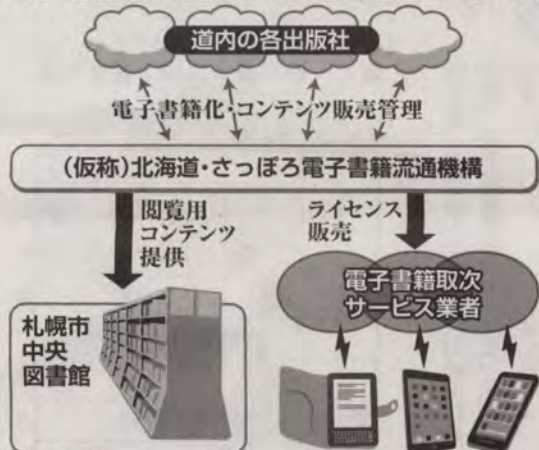 道内の各出版社
電子書籍化・コンテンツ販売管理
(仮称)北海道・さっぽろ電子書籍流通機構
閲覧用
コンテンツ
提供
ライセンス
販売
電子書籍取次
サービス業者
札幌市
中央
図書館